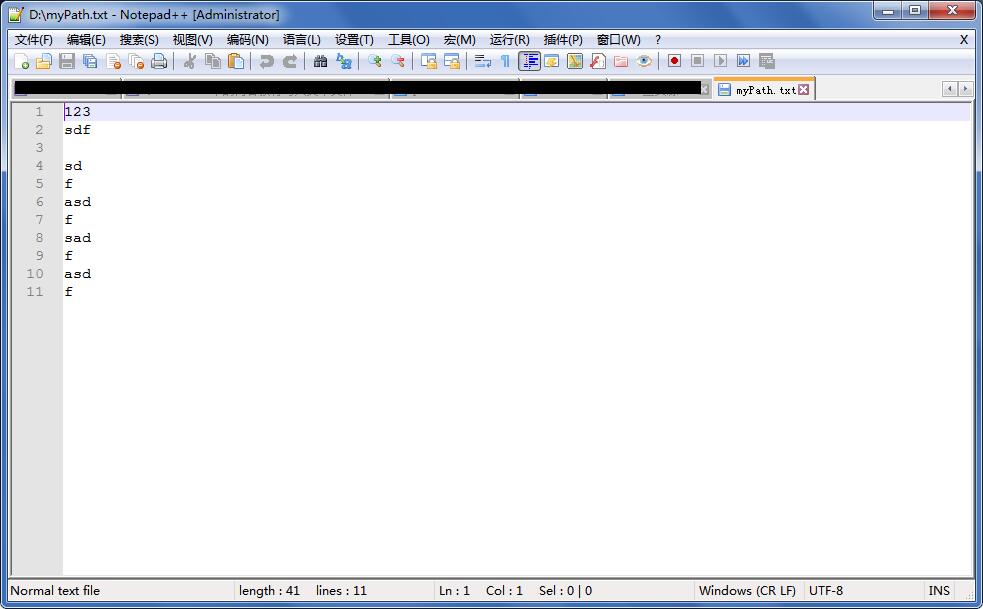 D:\myPath.txt - Notepad++ [Administrator]
文件(F) 编辑(E) 搜索(S) 视图(V) 编码(N) 语言(L) 设置(T) 工具(O) 宏(M) 运行(R) 插件(P) 窗口(W) ? X
myPath.txt
1 123
2 sdf
3
4 sd
5 f
6 asd
7 f
8 sad
9 f
10 asd
11 f
Normal text file length : 41 lines : 11 Ln : 1 Col : 1 Sel : 0 | 0 Windows (CR LF) UTF-8 INS